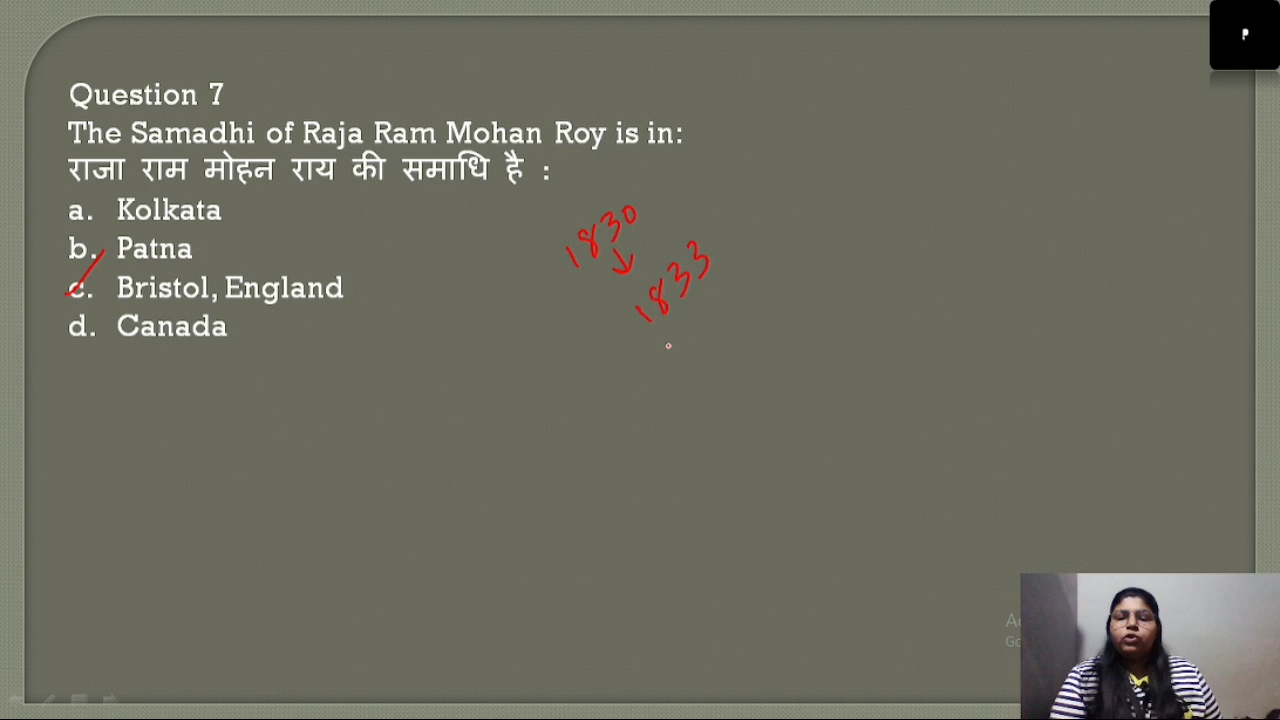 Question 7
The Samadhi of Raja Ram Mohan Roy is in:
राजा राम मोहन राय की समाधि है :
a. Kolkata
b. Patna
c. Bristol, England
d. Canada
1830
1833